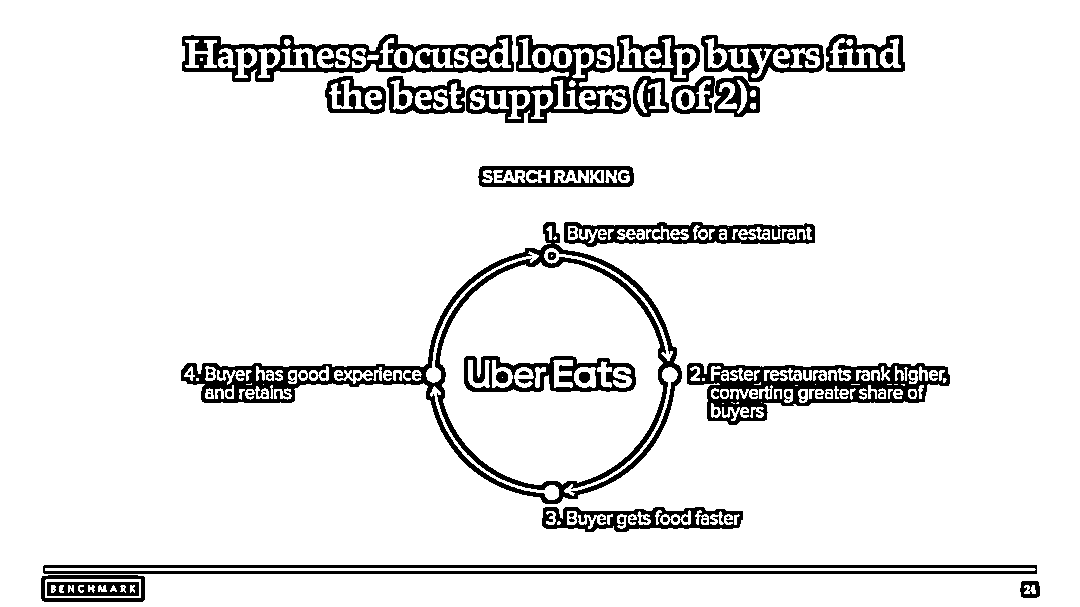 Happiness-focused loops help buyers find
the best suppliers (1 of 2):
SEARCH RANKING
1. Buyer searches for a restaurant
Uber Eats
2. Faster restaurants rank higher,
converting greater share of
buyers
3. Buyer gets food faster
4. Buyer has good experience
and retains
BENCHMARK
24